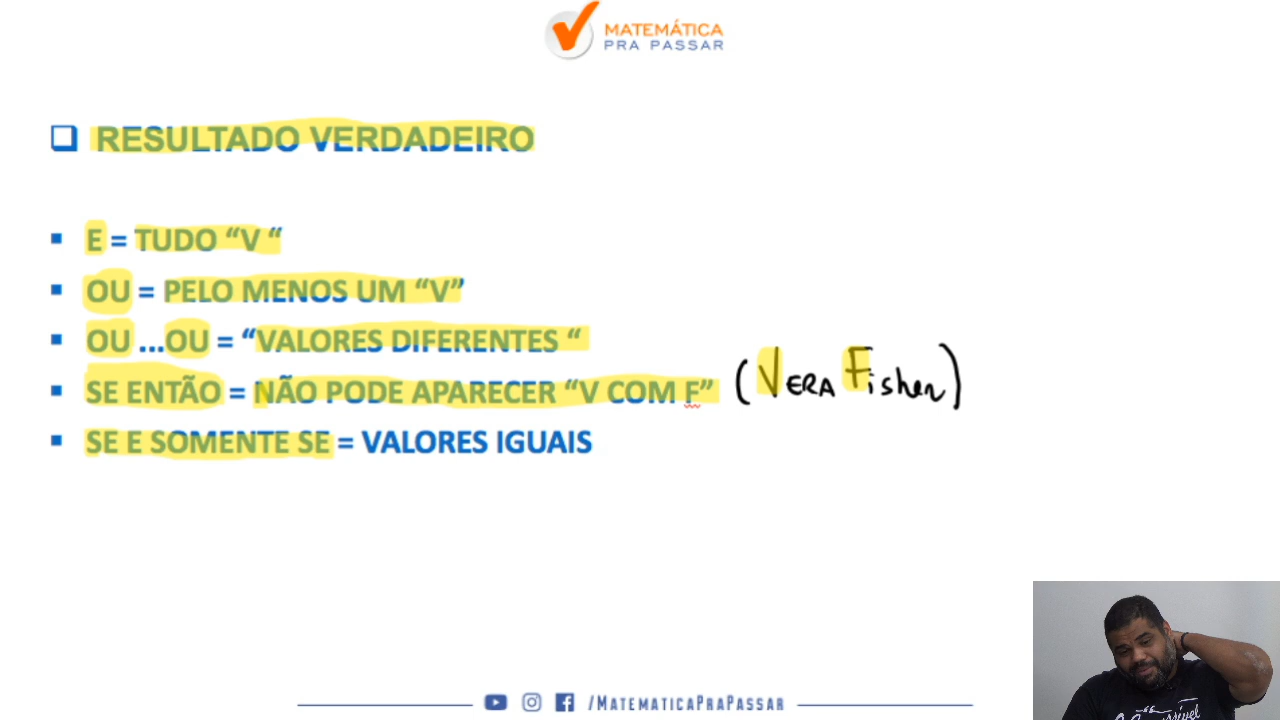 MATEMÁTICA
PRA PASSAR
RESULTADO VERDADEIRO
E = TUDO “V “
OU = PELO MENOS UM “V”
OU ...OU = “VALORES DIFERENTES “
SE ENTÃO = NÃO PODE APARECER “V COM F” (VERA Fisher)
SE E SOMENTE SE = VALORES IGUAIS
/MATEMATICAPRAPASSAR